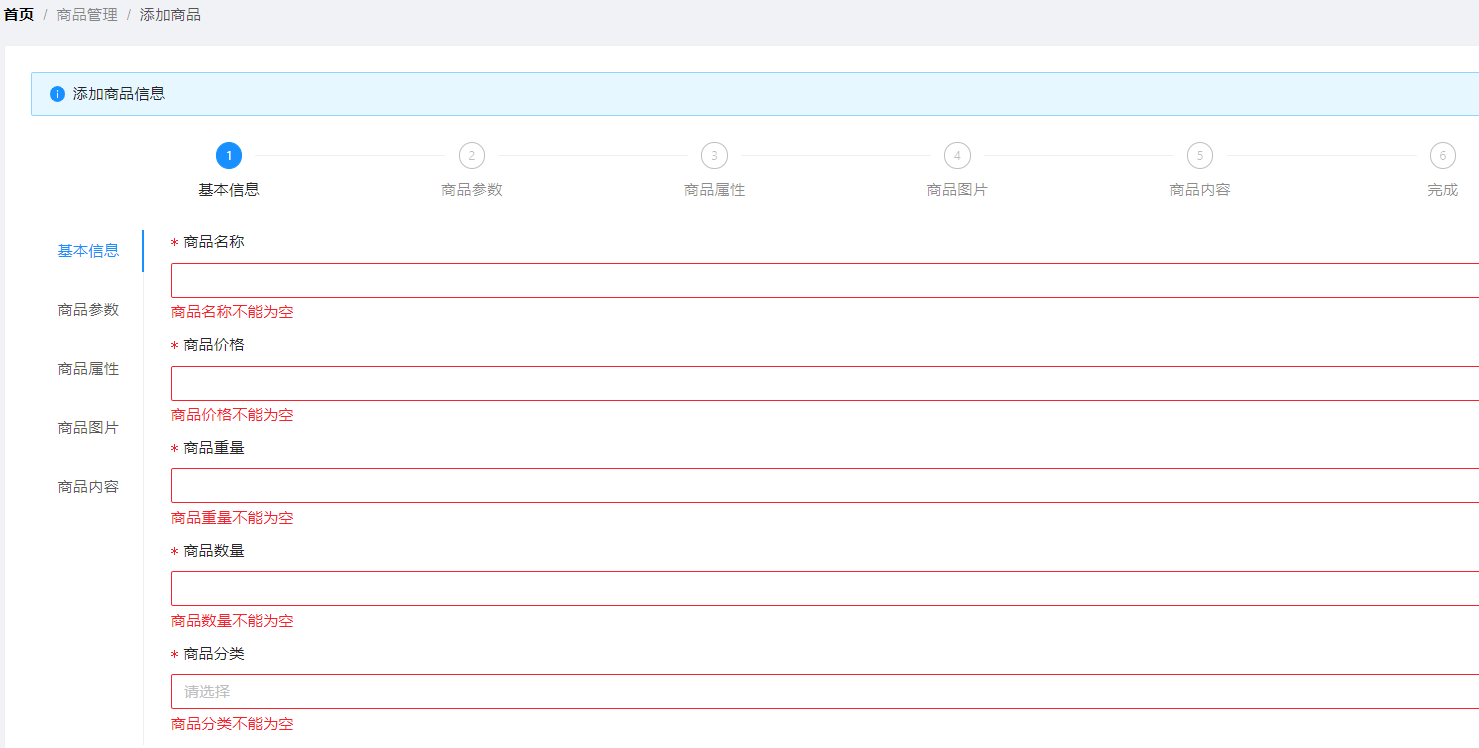 首页 / 商品管理 / 添加商品
添加商品信息
1 2 3 4 5 6
基本信息 商品参数 商品属性 商品图片 商品内容 完成
基本信息
商品参数
商品属性
商品图片
商品内容
* 商品名称
商品名称不能为空
* 商品价格
商品价格不能为空
* 商品重量
商品重量不能为空
* 商品数量
商品数量不能为空
* 商品分类
请选择
商品分类不能为空